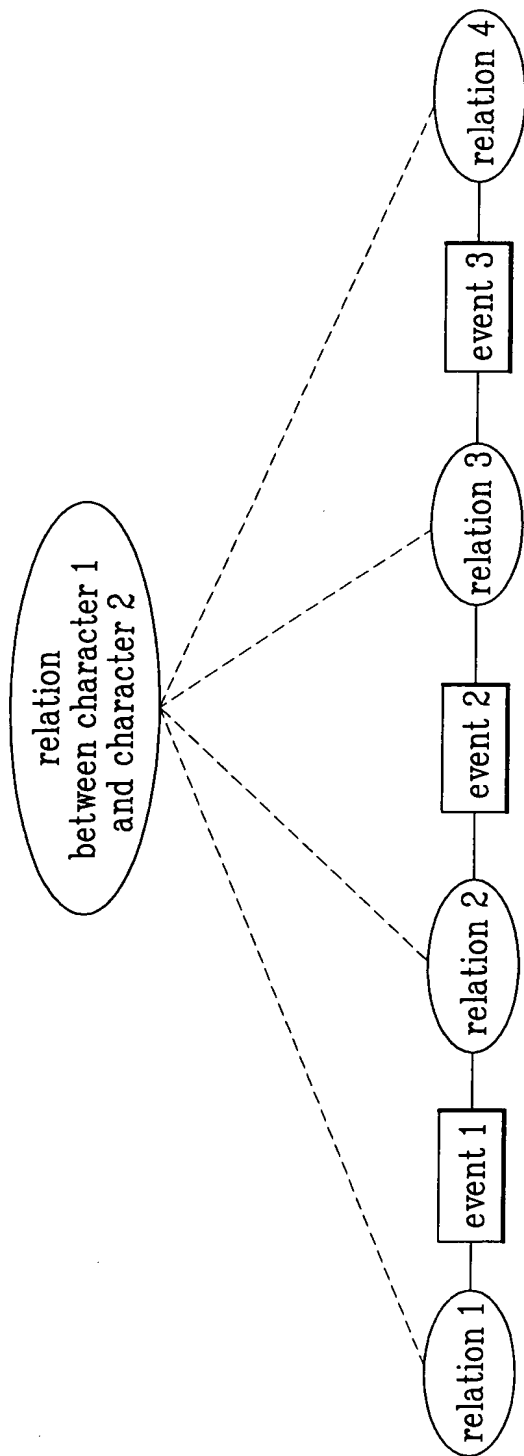 relation
between character 1
and character 2
relation 1
event 1
relation 2
event 2
relation 3
event 3
relation 4